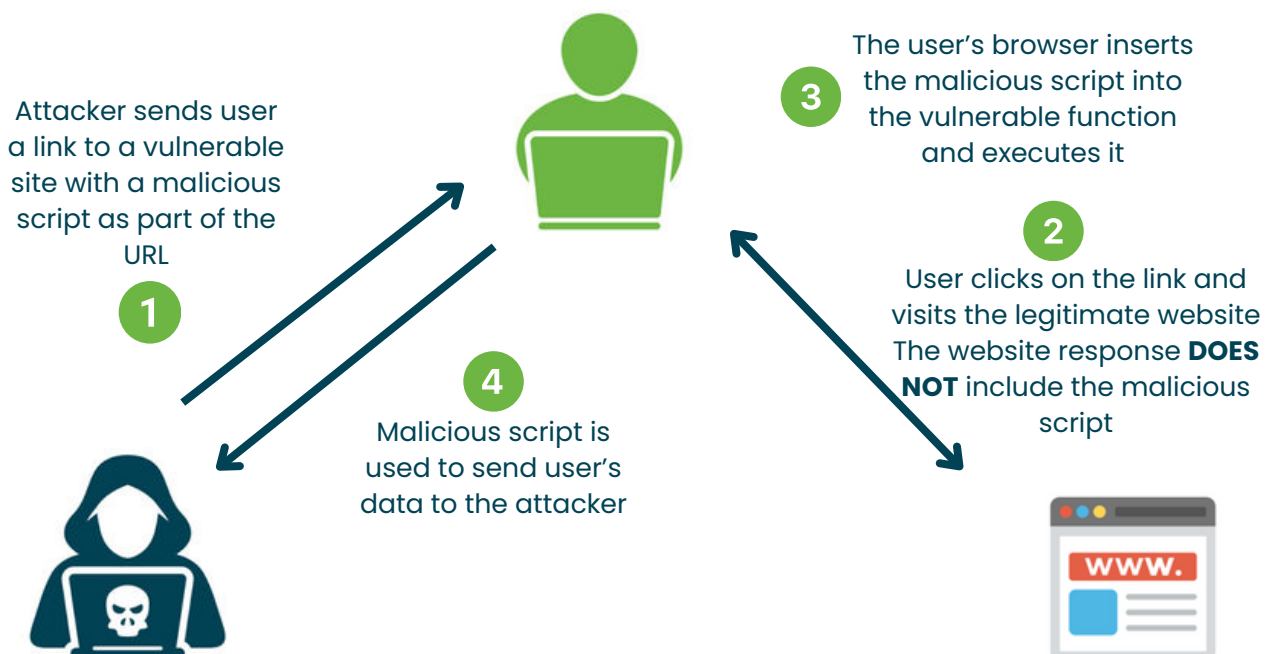 Attacker sends user
a link to a vulnerable
site with a malicious
script as part of the
URL
1
User clicks on the link and
visits the legitimate website
The website response DOES
NOT include the malicious
script
2
The user’s browser inserts
the malicious script into
the vulnerable function
and executes it
3
4
Malicious script is
used to send user’s
data to the attacker
www.